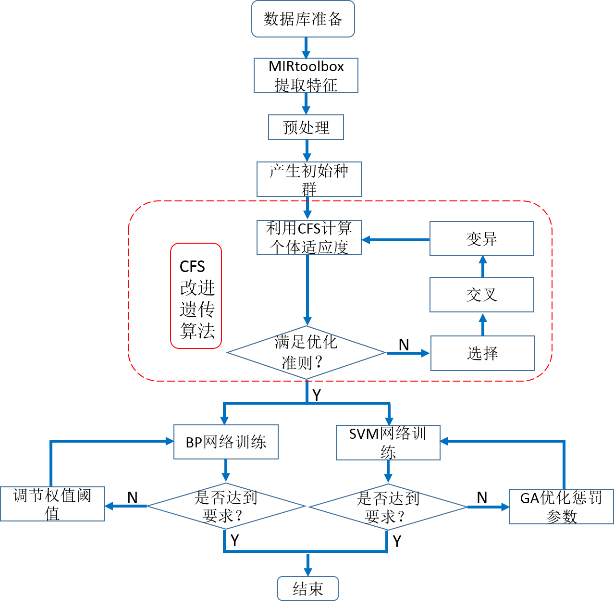 数据库准备
MIRtoolbox
提取特征
预处理
产生初始种
群
利用CFS计算
个体适应度
变异
CFS
改进
遗传
算法
交叉
满足优化
准则？
N
选择
Y
BP网络训练
SVM网络训
练
调节权值阈
值
N
是否达到
要求？
是否达到
要求？
N
GA优化惩罚
参数
Y
Y
结束